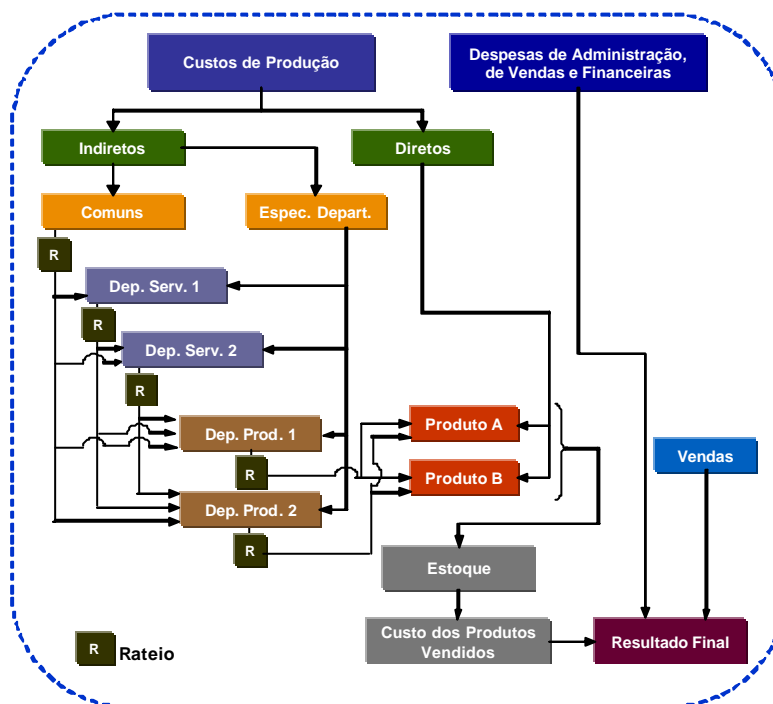 Custos de Produção
Despesas de Administração,
de Vendas e Financeiras
Indiretos
Diretos
Comuns
Espec. Depart.
R
Dep. Serv. 1
R
Dep. Serv. 2
R
Dep. Prod. 1
Produto A
R
Produto B
Vendas
Dep. Prod. 2
R
Estoque
Custo dos Produtos
Vendidos
Resultado Final
R
Rateio